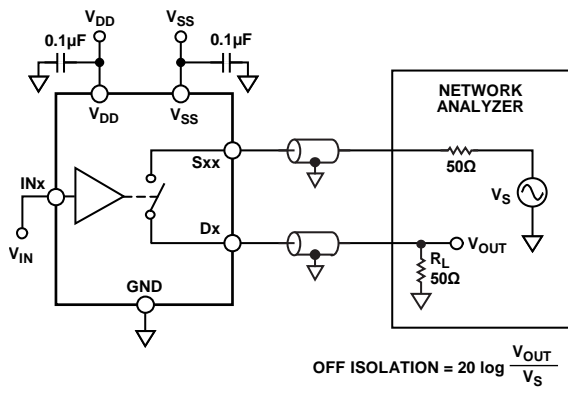 VDD
VSS
0.1µF
0.1µF
VDD
VSS
NETWORK
ANALYZER
Sxx
50Ω
INx
VS
Dx
VOUT
VIN
RL
50Ω
GND
OFF ISOLATION = 20 log VOUT
VS